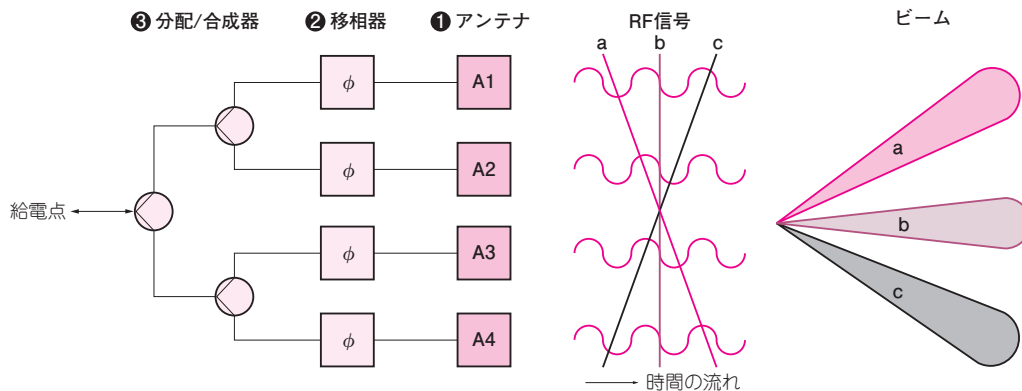 ❸ 分配/合成器 ❷ 移相器 ❶ アンテナ
RF信号
ビーム
a b c
φ A1
φ A2
給電点
φ A3
φ A4
a
b
c
時間の流れ